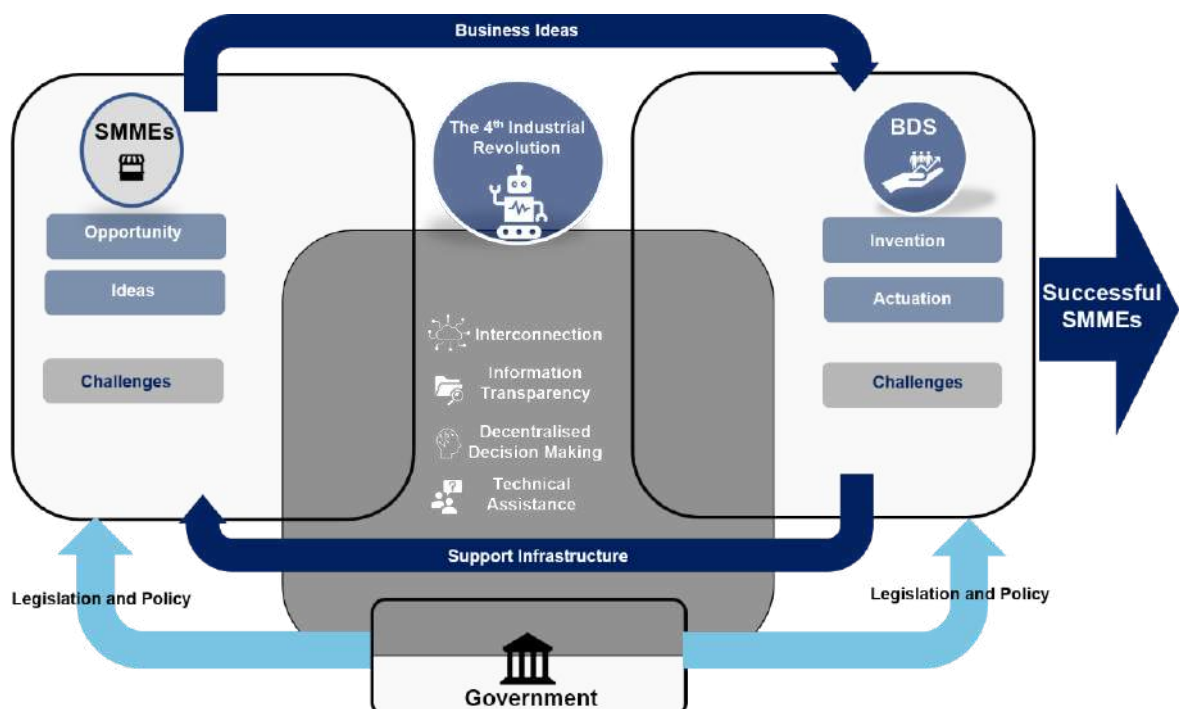 Business Ideas
SMMEs
Opportunity
Ideas
Challenges
The 4th Industrial
Revolution
Interconnection
Information
Transparency
Decentralised
Decision Making
?
Technical
Assistance
BDS
Invention
Actuation
Challenges
Successful
SMMEs
Support Infrastructure
Legislation and Policy
Legislation and Policy
Government